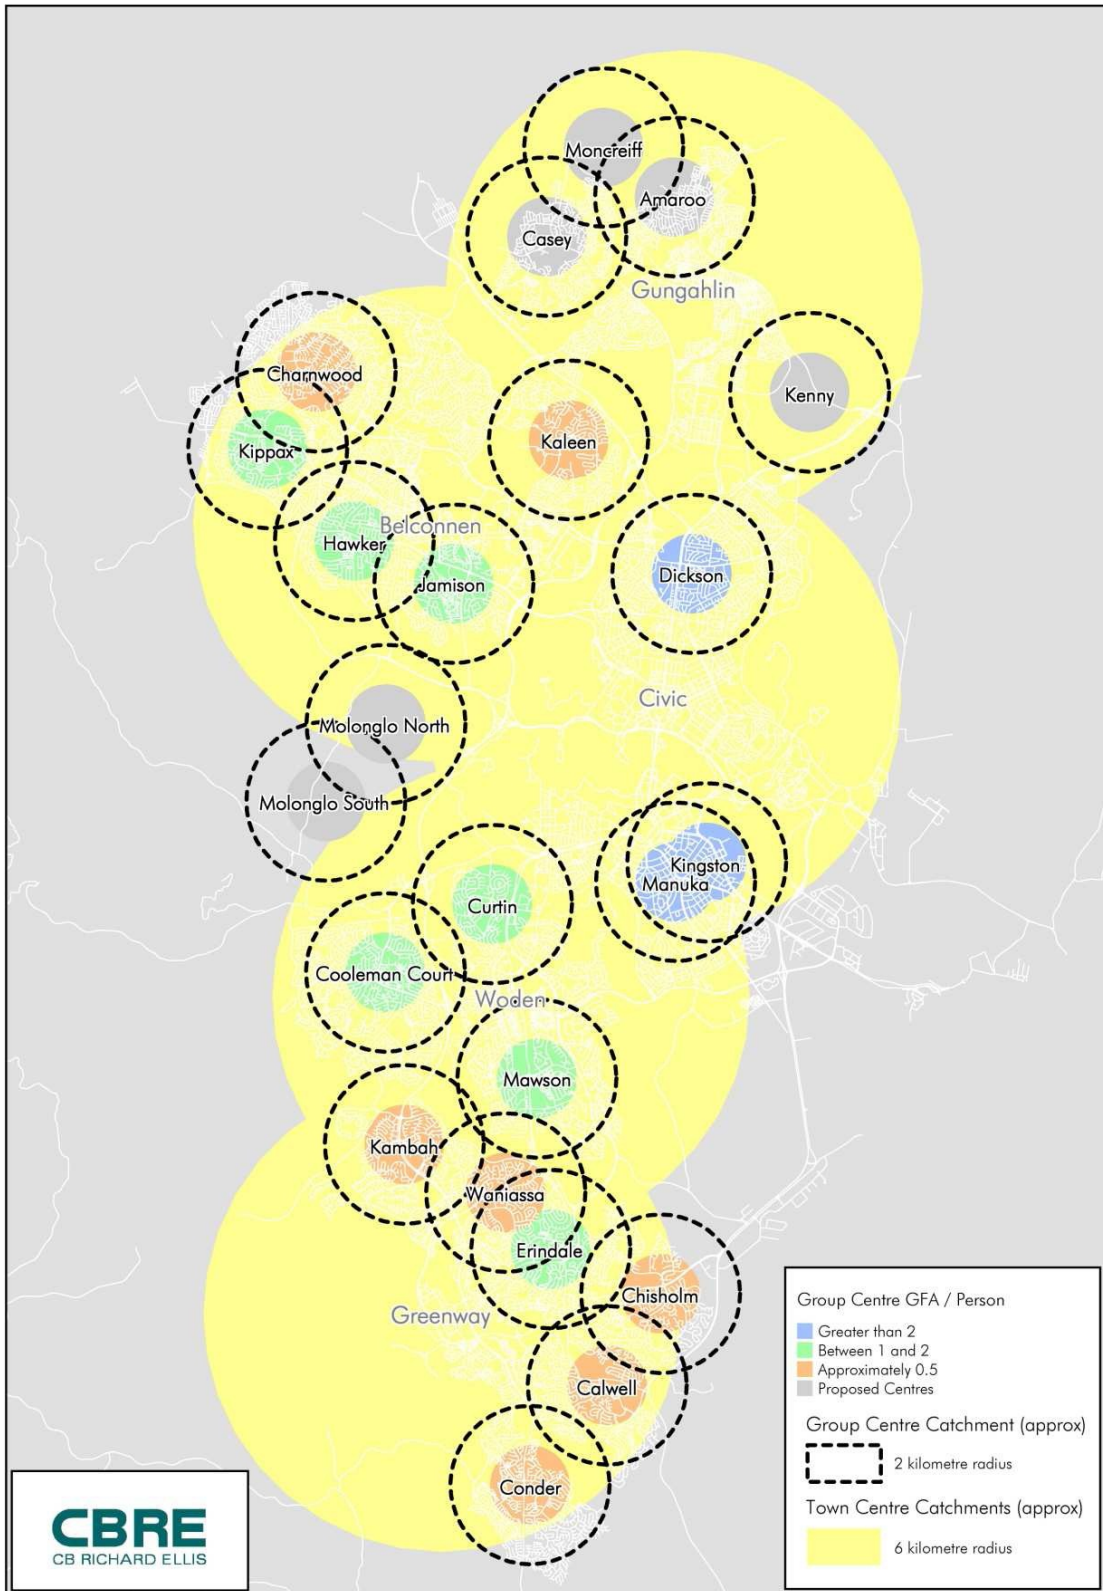 Moncreiff
Amaroo
Casey
Gungahlin
Charnwood
Kenny
Kaleen
Kippax
Belconnen
Hawker
Jamison
Dickson
Civic
Molonglo North
Molonglo South
Kingston
Manuka
Curtin
Cooleman Court
Woden
Mawson
Kambah
Waniassa
Erindale
Chisholm
Greenway
Calwell
Conder
Group Centre GFA / Person
Greater than 2
Between 1 and 2
Approximately 0.5
Proposed Centres
Group Centre Catchment (approx)
2 kilometre radius
Town Centre Catchments (approx)
6 kilometre radius
CBRE
CB RICHARD ELLIS